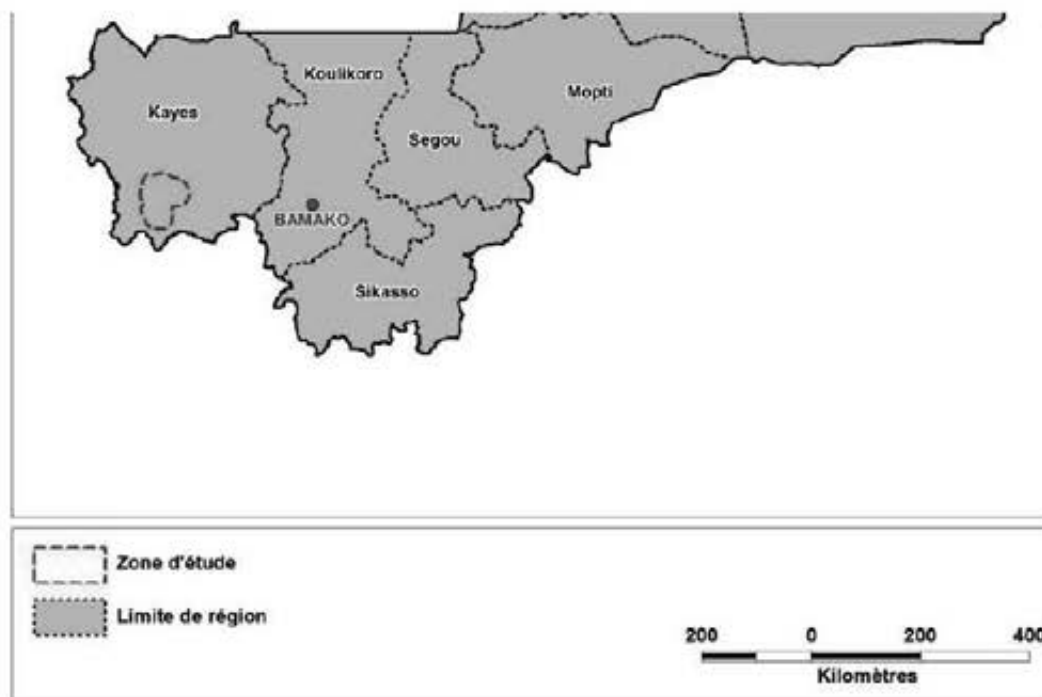 Koulikoro
Kayes
Mopti
Segou
BAMAKO
Sikasso
Zone d'étude
Limite de région
200 0 200 400
Kilomètres